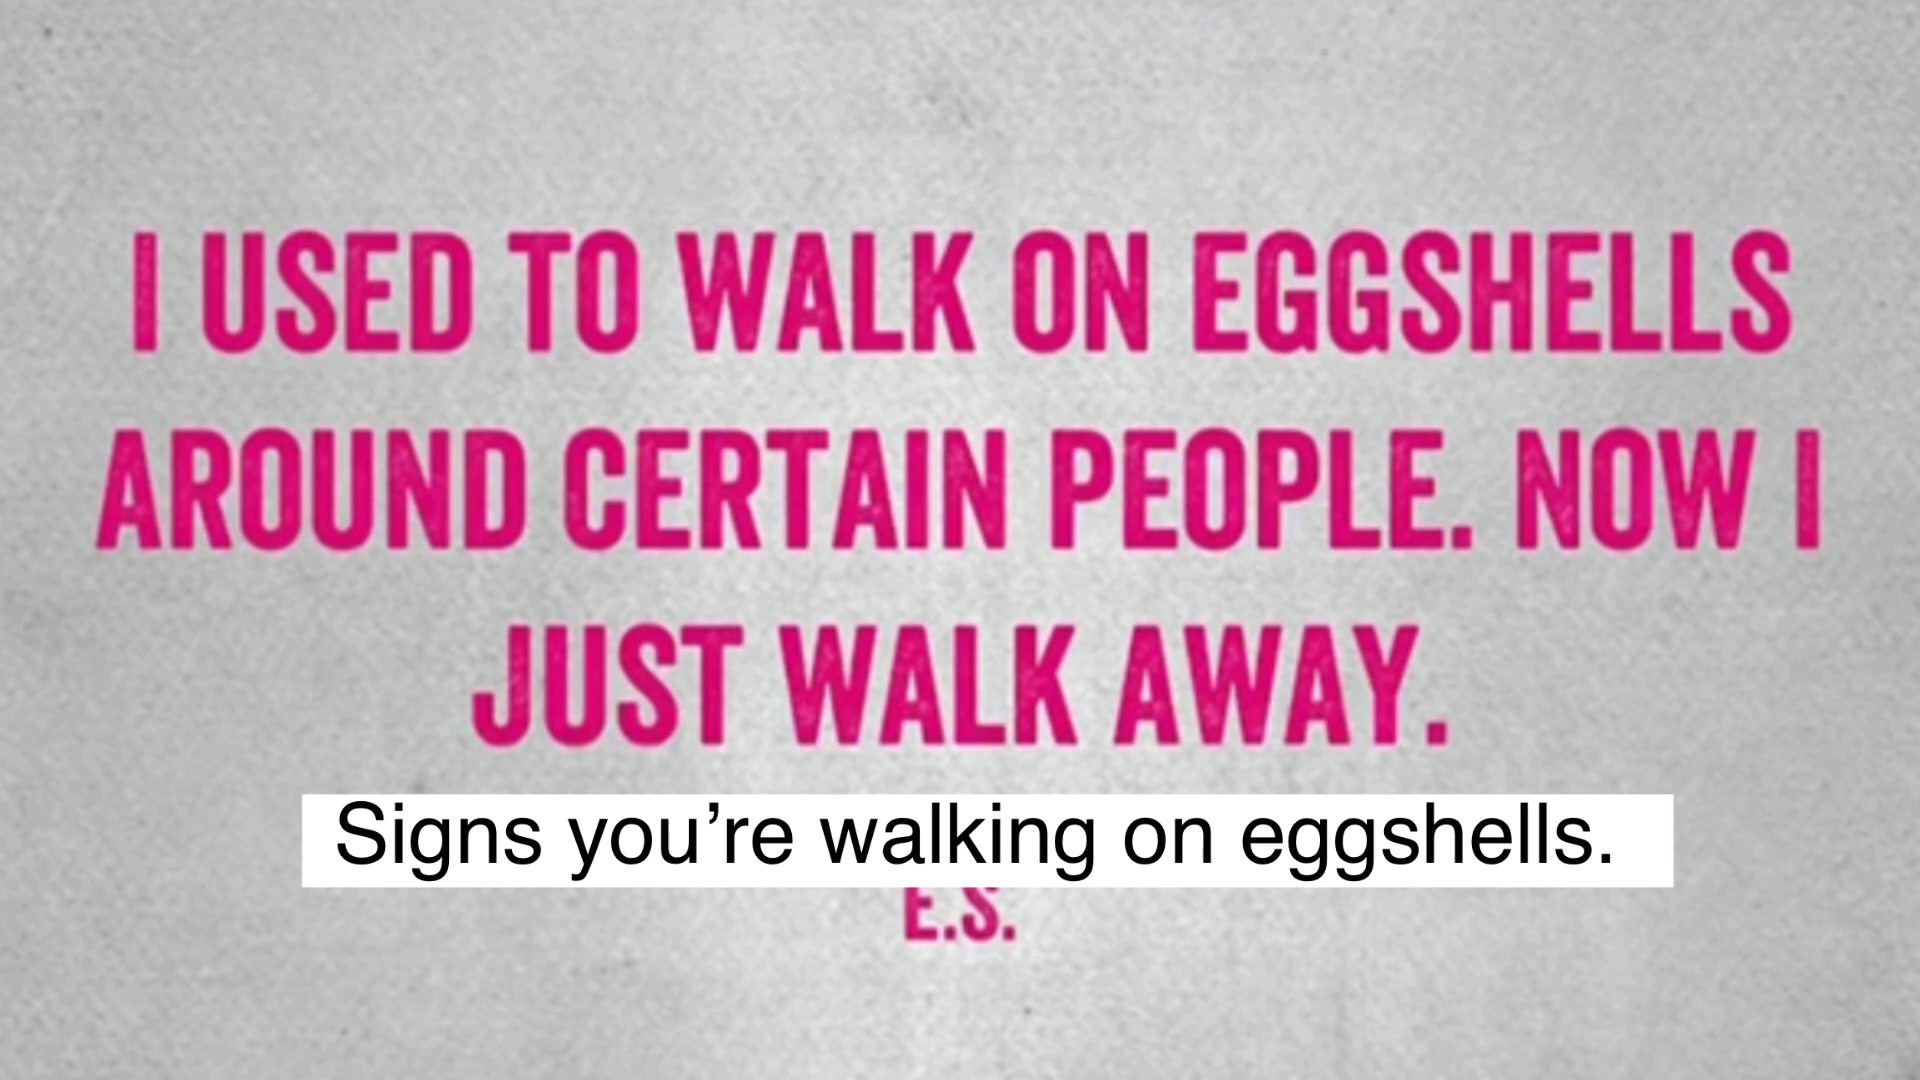 I USED TO WALK ON EGGSHELLS
AROUND CERTAIN PEOPLE. NOW I
JUST WALK AWAY.
Signs you’re walking on eggshells.
E.S.